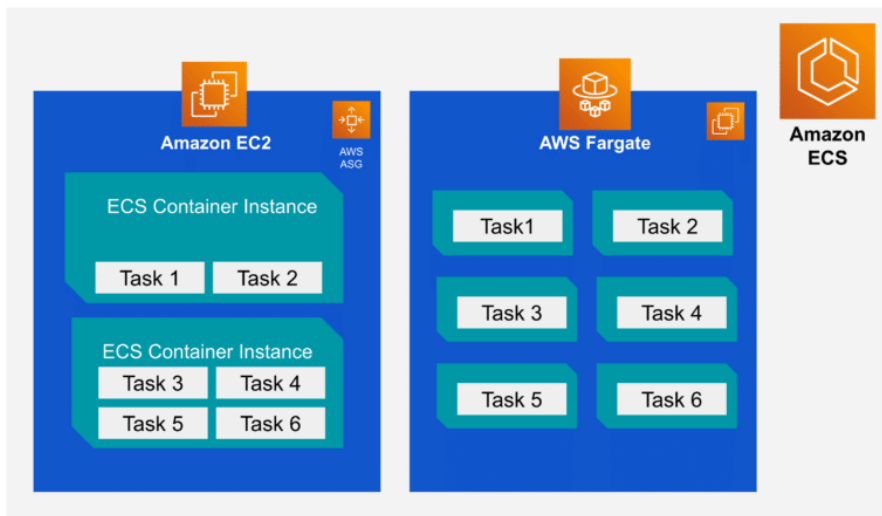 Amazon EC2
AWS
ASG
ECS Container Instance
Task 1
Task 2
ECS Container Instance
Task 3
Task 4
Task 5
Task 6
AWS Fargate
Task1
Task 2
Task 3
Task 4
Task 5
Task 6
Amazon
ECS